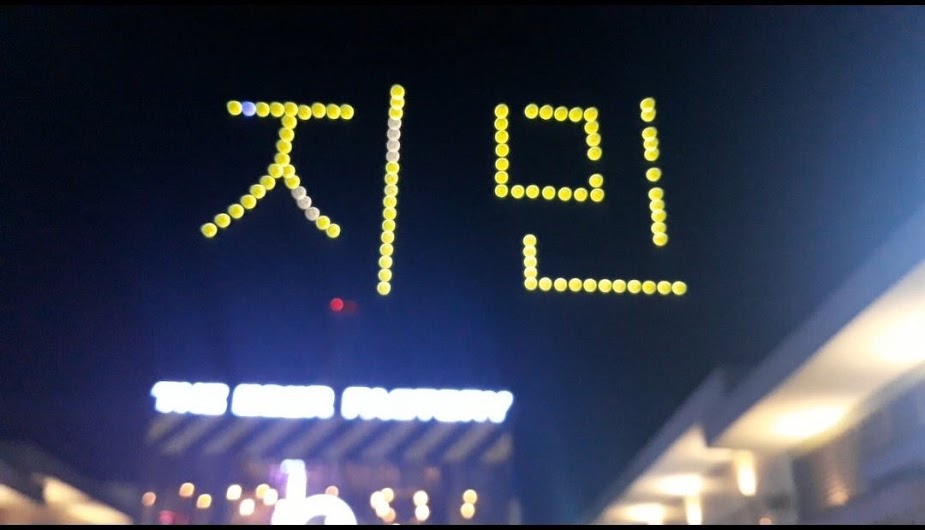 지민
THE BEER FACTORY
b